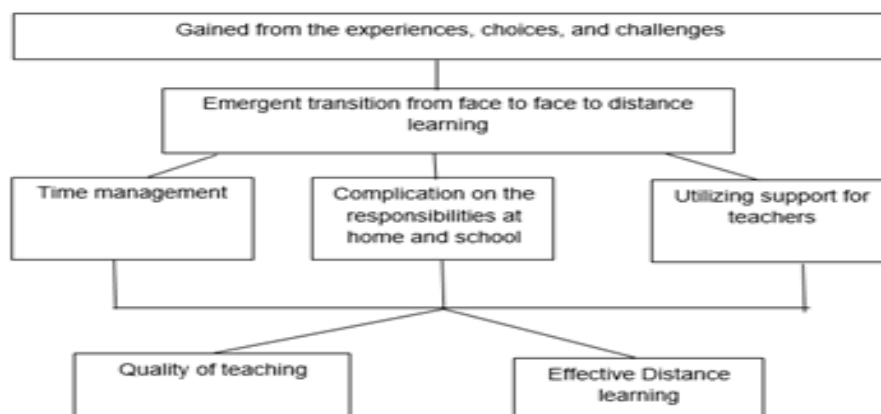 Gained from the experiences, choices, and challenges
Emergent transition from face to face to distance
learning
Time management
Complication on the
responsibilities at
home and school
Utilizing support for
teachers
Quality of teaching
Effective Distance
learning